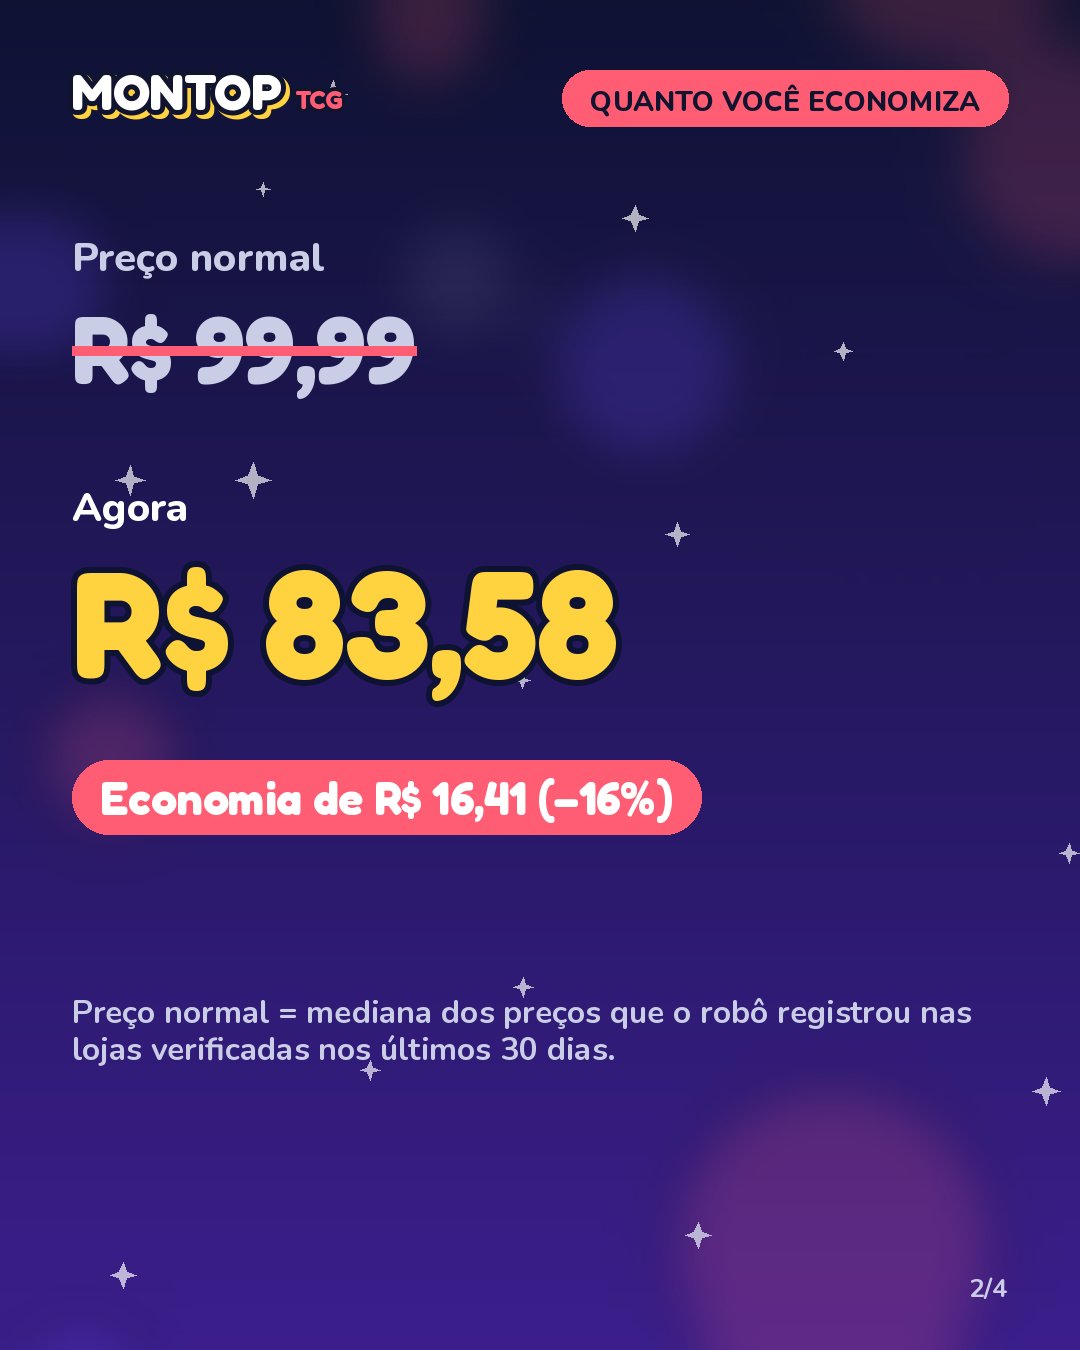 MONTOP TCG
QUANTO VOCÊ ECONOMIZA
Preço normal
R$ 99,99
Agora
R$ 83,58
Economia de R$ 16,41 (−16%)
Preço normal = mediana dos preços que o robô registrou nas
lojas verificadas nos últimos 30 dias.
2/4